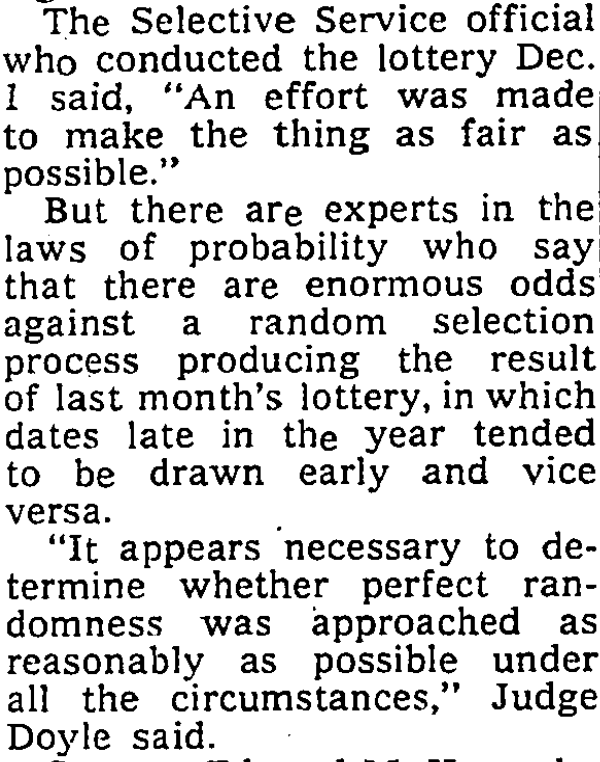 The Selective Service official
who conducted the lottery Dec.
1 said, "An effort was made
to make the thing as fair as
possible."
But there are experts in the
laws of probability who say
that there are enormous odds
against a random selection
process producing the result
of last month's lottery, in which
dates late in the year tended
to be drawn early and vice
versa.
"It appears necessary to de-
termine whether perfect ran-
domness was approached as
reasonably as possible under
all the circumstances," Judge
Doyle said.